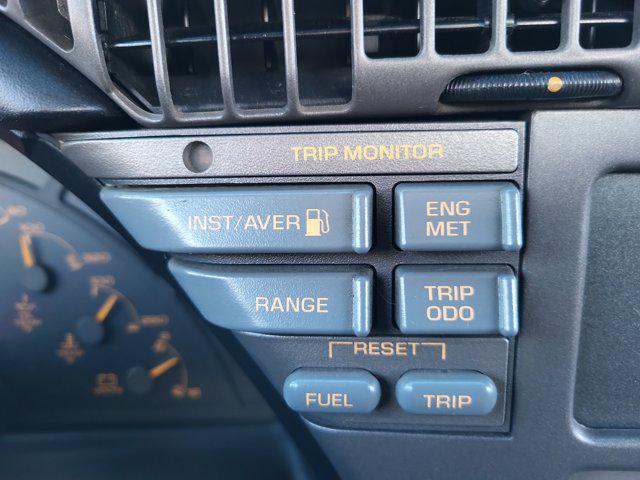 TRIP MONITOR
INST/AVER
ENG
MET
RANGE
TRIP
ODO
RESET
FUEL
TRIP